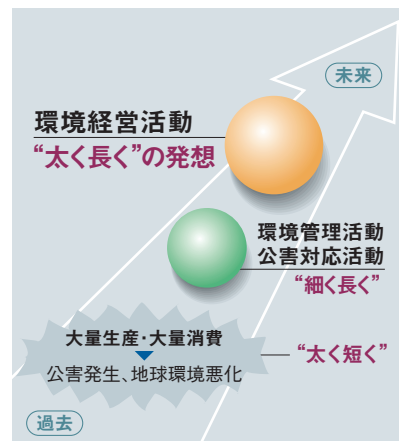 未来
環境経営活動
“太く長く”の発想
環境管理活動
公害対応活動
“細く長く”
大量生産・大量消費
公害発生、地球環境悪化
“太く短く”
過去